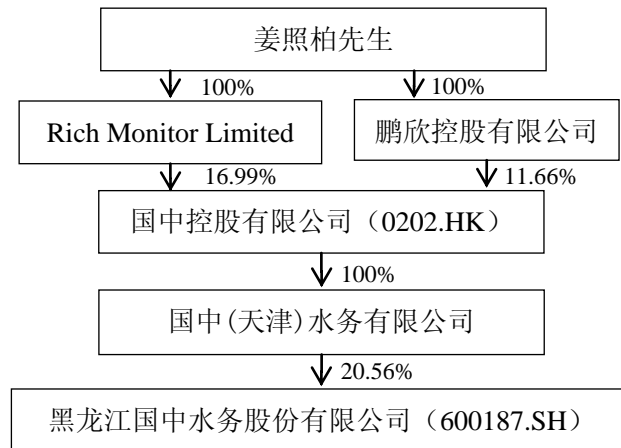 姜照柏先生
100%
100%
Rich Monitor Limited
鹏欣控股有限公司
16.99%
11.66%
国中控股有限公司（0202.HK）
100%
国中(天津)水务有限公司
20.56%
黑龙江国中水务股份有限公司（600187.SH）